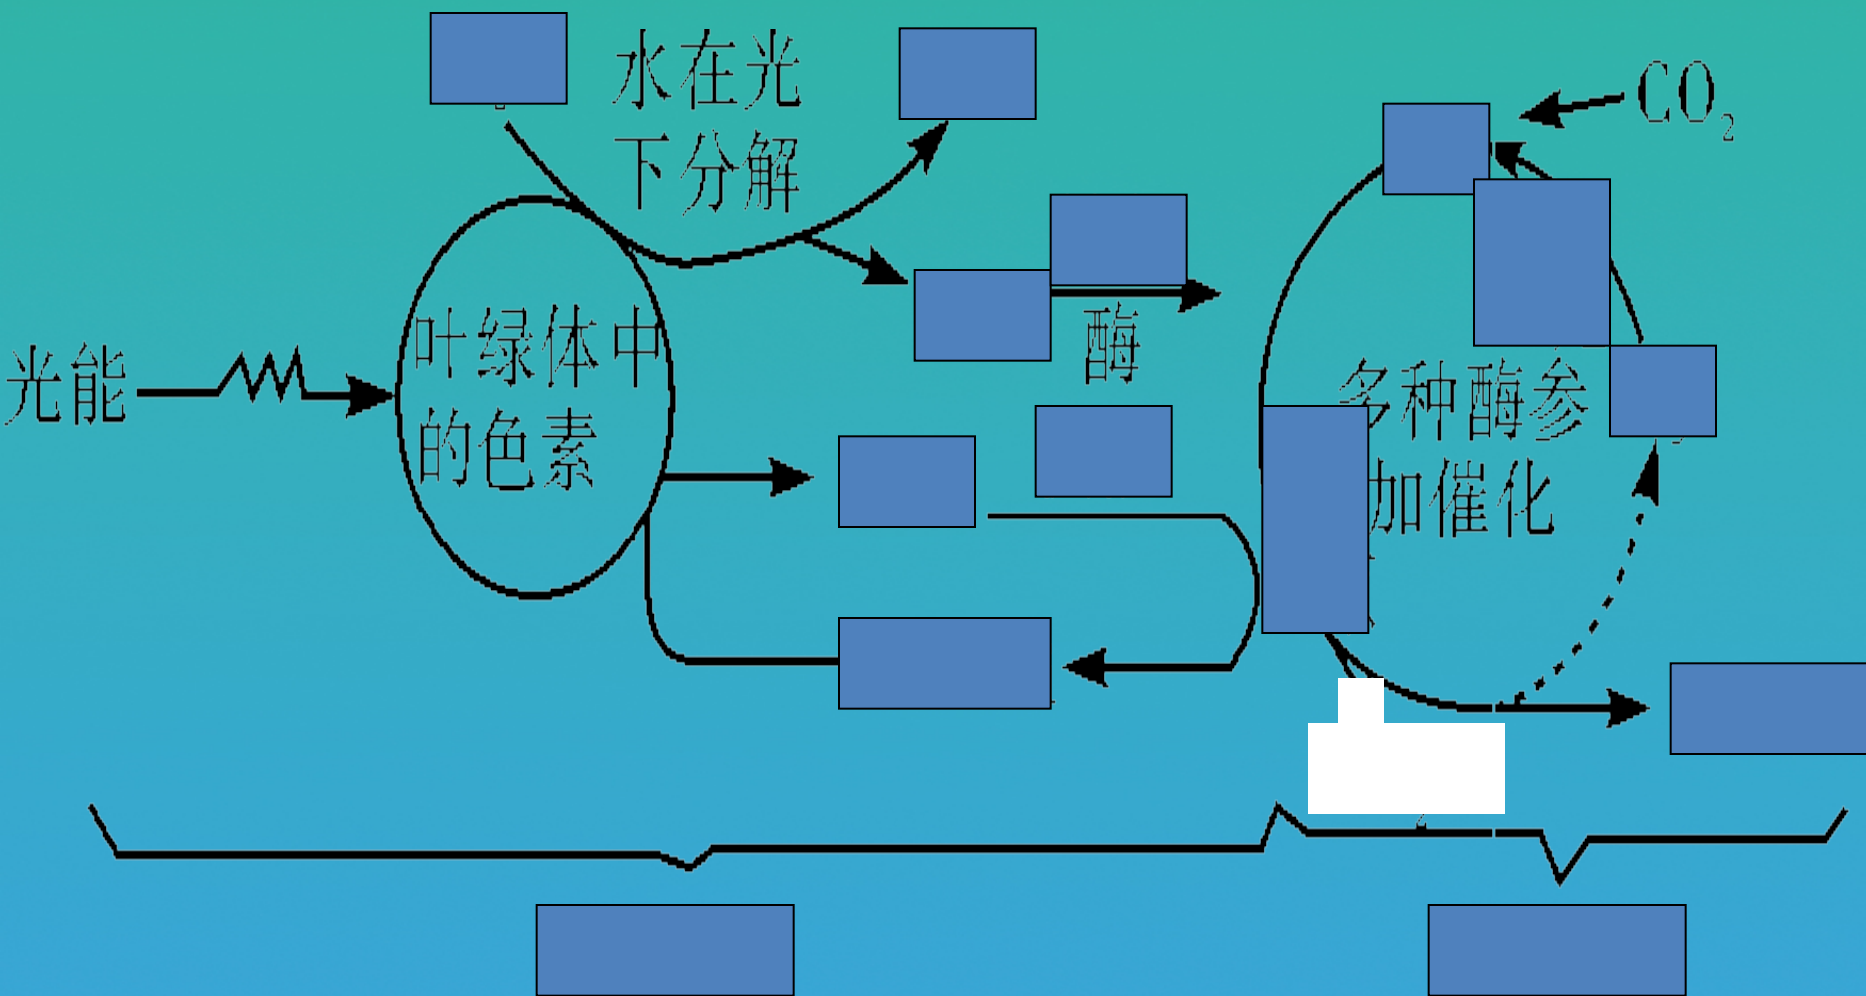 水在光
下分解
CO₂
叶绿体中
的色素
光能
酶
多种酶参
加催化